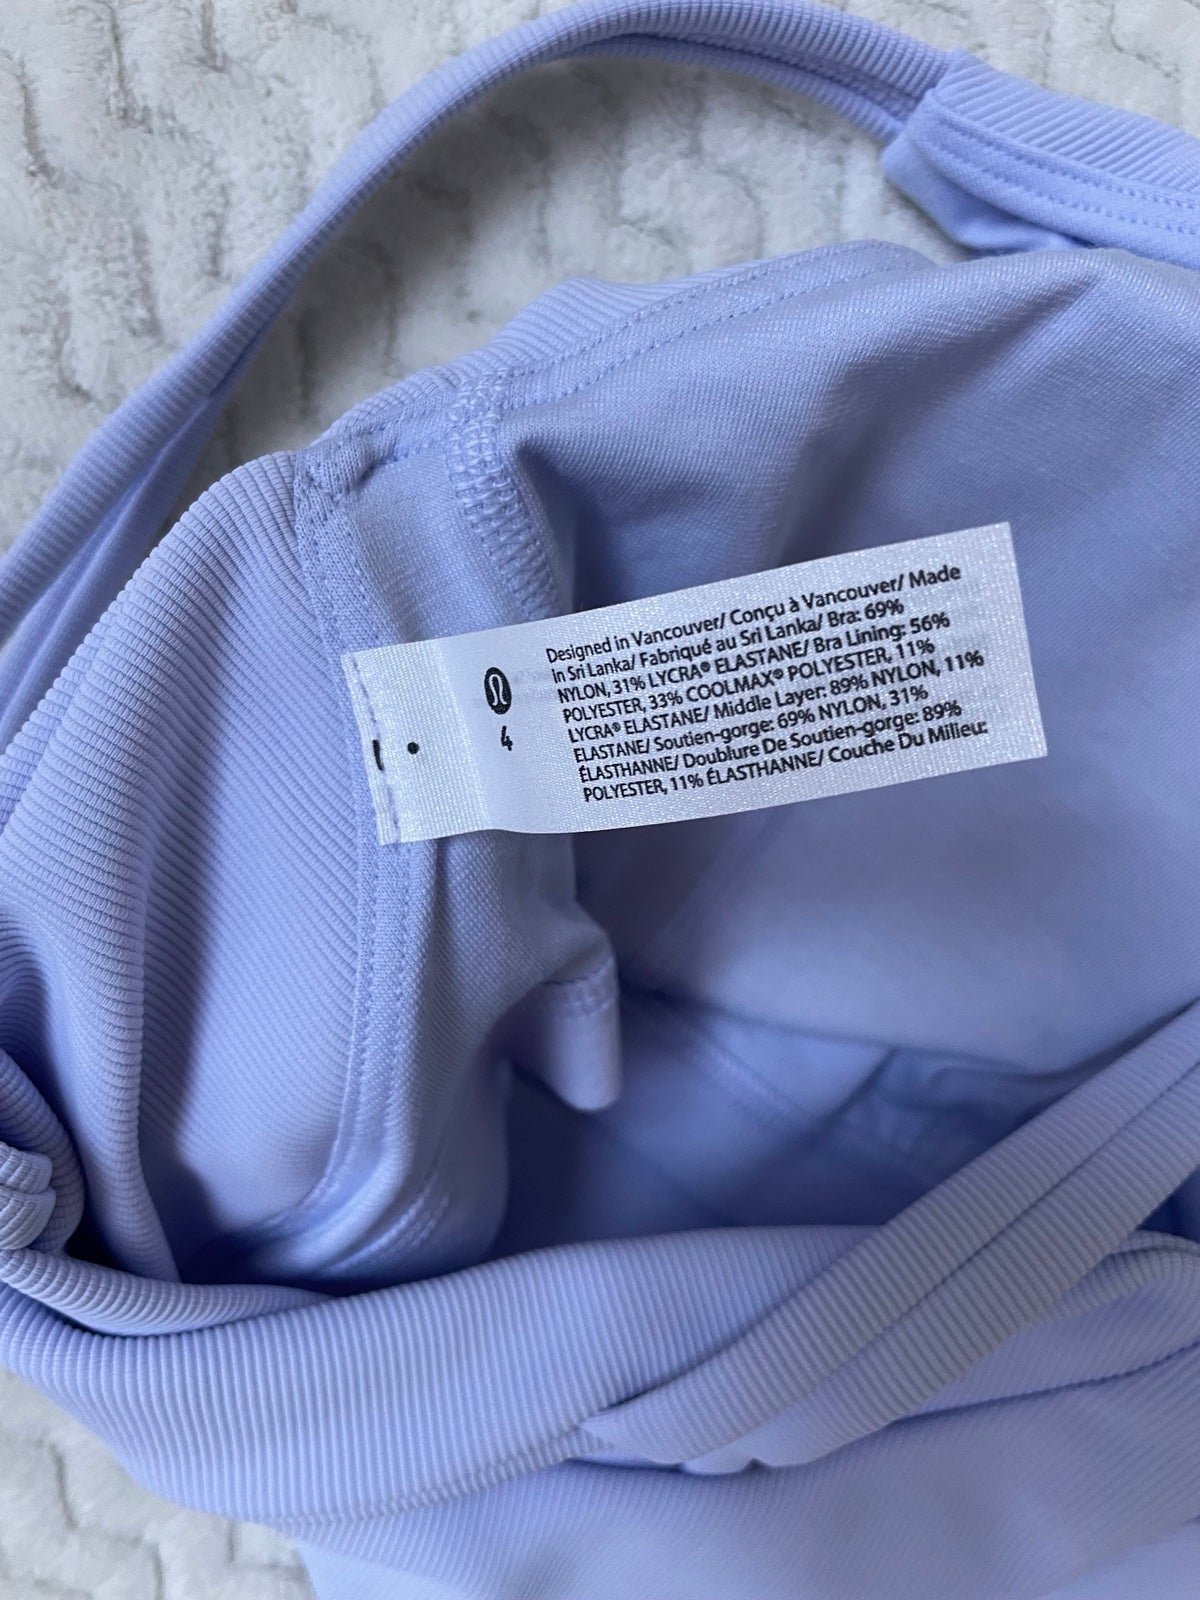 4
Designed in Vancouver/ Conçu à Vancouver/ Made
in Sri Lanka/ Fabriqué au Sri Lanka/ Bra: 69%
NYLON, 31% LYCRA® ELASTANE/ Bra Lining: 56%
POLYESTER, 33% COOLMAX® POLYESTER, 11%
LYCRA® ELASTANE/ Middle Layer: 89% NYLON, 11%
ELASTANE/ Soutien-gorge: 69% NYLON, 31%
ÉLASTHANNE/ Doublure De Soutien-gorge: 89%
POLYESTER, 11% ÉLASTHANNE/ Couche Du Milieu: